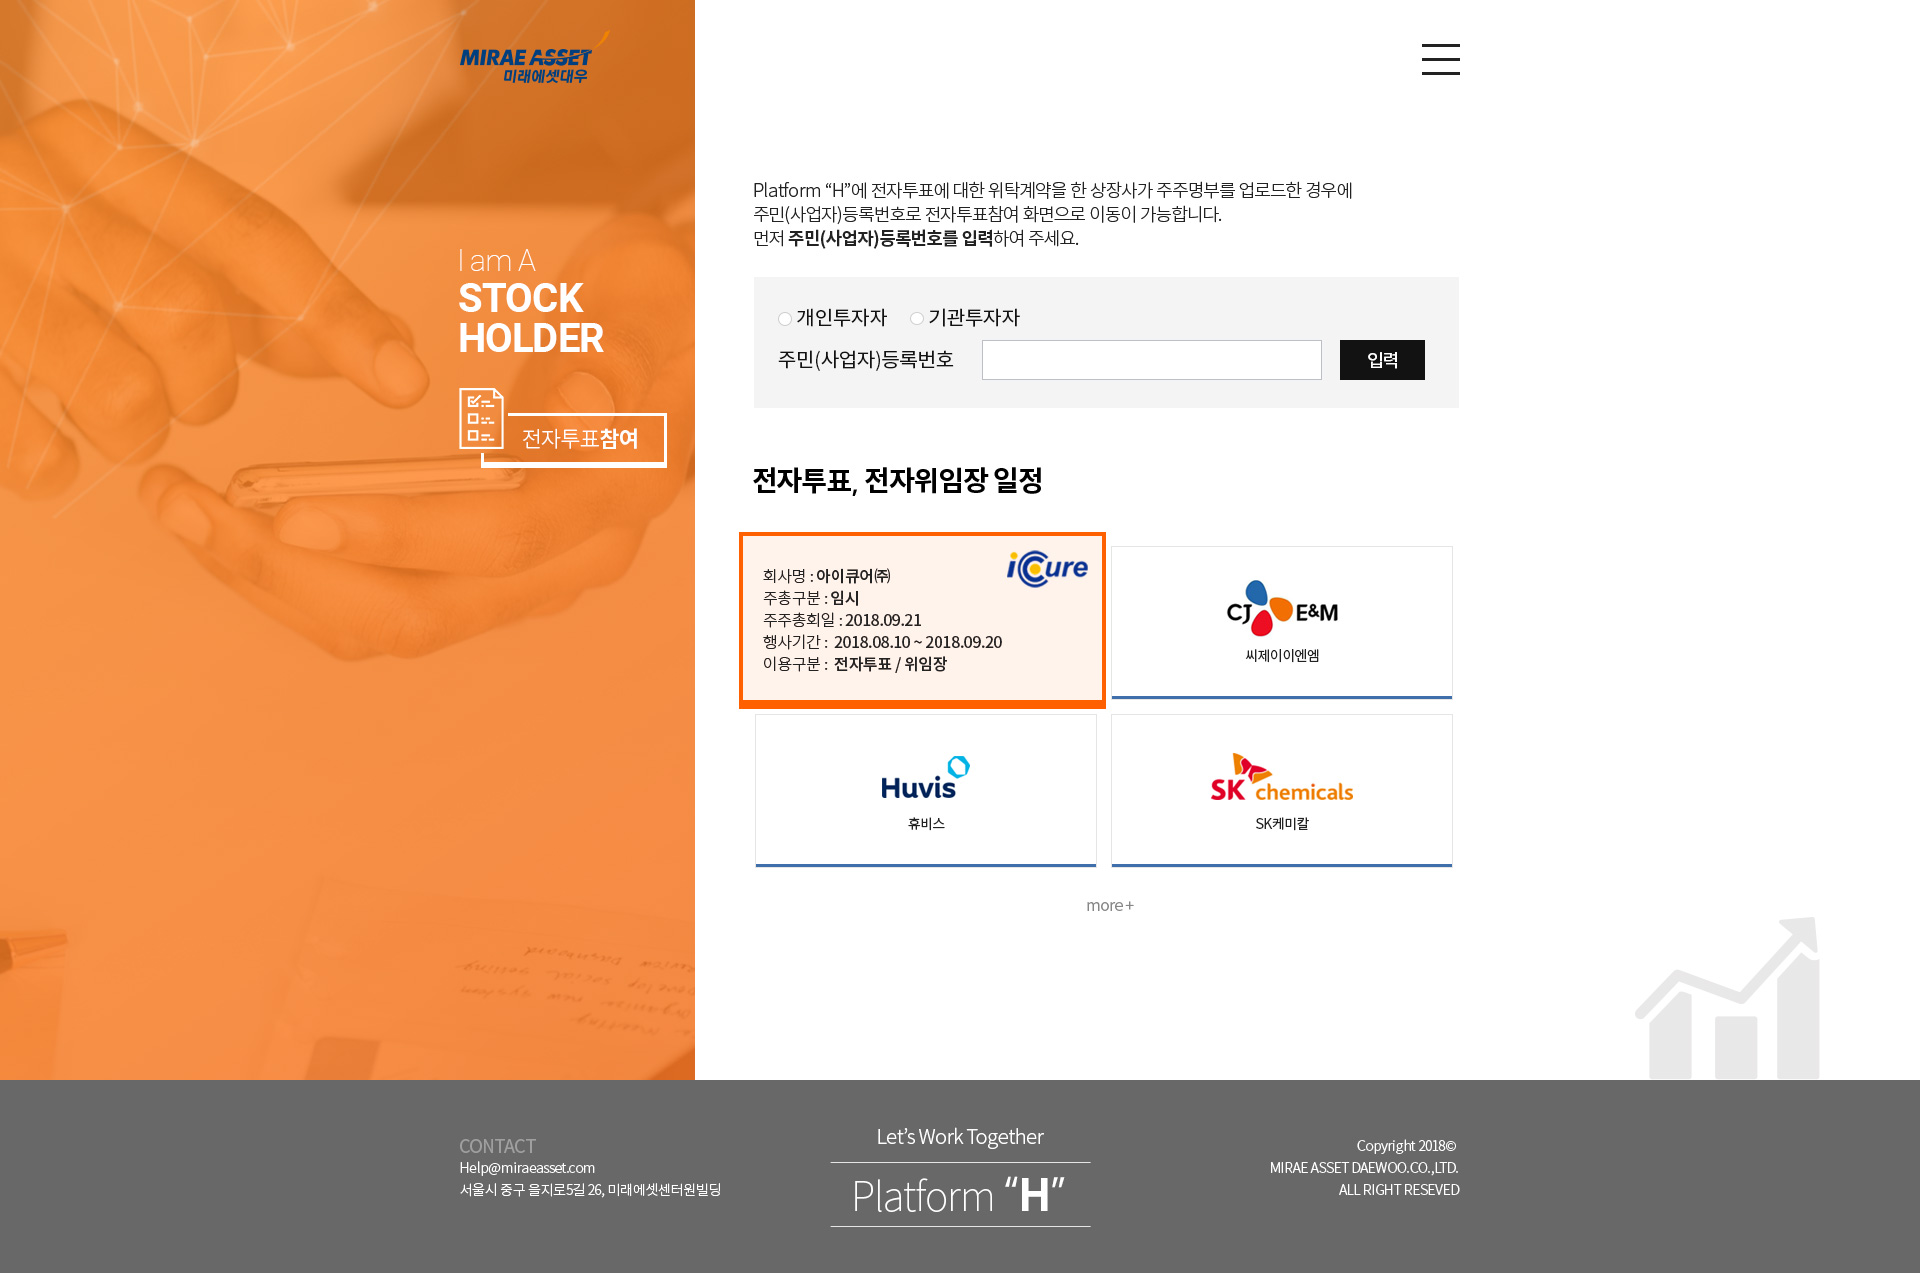 MIRAE ASSET
미래에셋대우
I am A
STOCK
HOLDER
전자투표참여
Platform “H”에 전자투표에 대한 위탁계약을 한 상장사가 주주명부를 업로드한 경우에
주민(사업자)등록번호로 전자투표참여 화면으로 이동이 가능합니다.
먼저 주민(사업자)등록번호를 입력하여 주세요.
개인투자자 기관투자자
주민(사업자)등록번호 입력
전자투표, 전자위임장 일정
iCure
회사명 : 아이큐어㈜
주총구분 : 임시
주주총회일 : 2018.09.21
행사기간 : 2018.08.10 ~ 2018.09.20
이용구분 : 전자투표 / 위임장
CJ E&M
씨제이이엔엠
Huvis
휴비스
SK chemicals
SK케미칼
more +
CONTACT
Help@miraeasset.com
서울시 중구 을지로5길 26, 미래에셋센터원빌딩
Let’s Work Together
Platform “H”
Copyright 2018©
MIRAE ASSET DAEWOO.CO.,LTD.
ALL RIGHT RESEVED